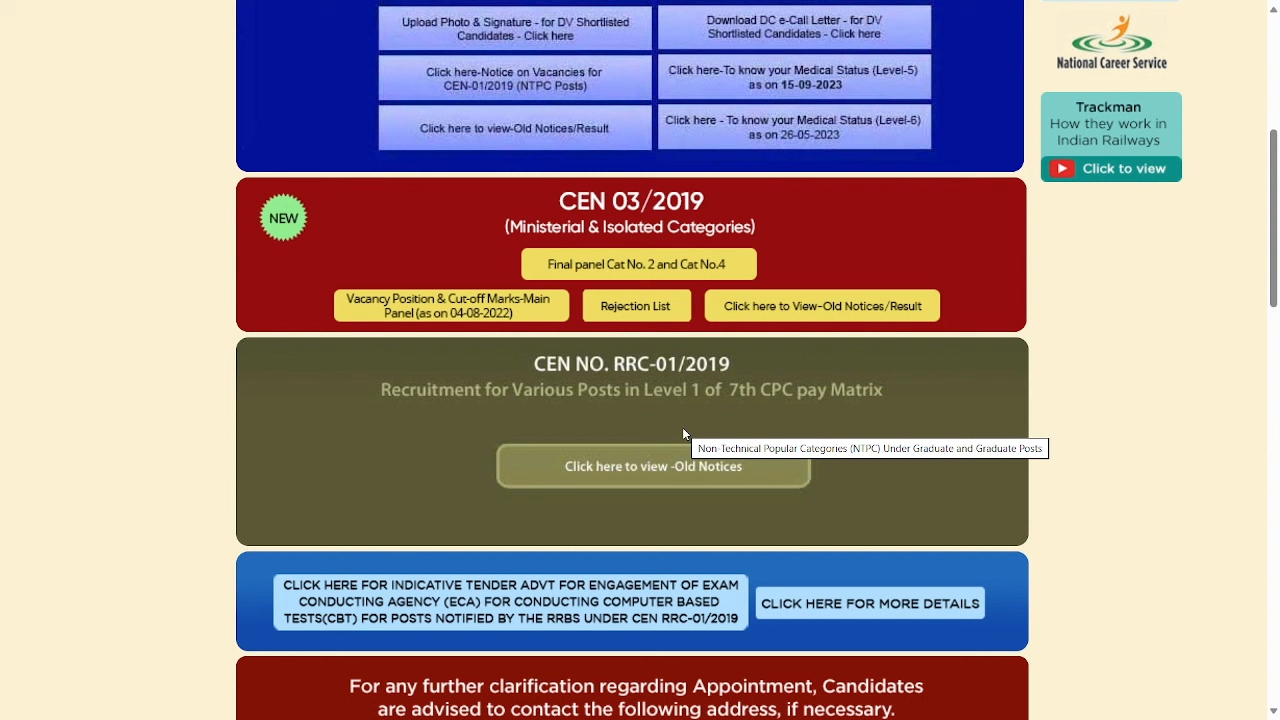 Upload Photo & Signature - for DV Shortlisted
Candidates - Click here
Download DC e-Call Letter - for DV
Shortlisted Candidates - Click here
Click here-Notice on Vacancies for
CEN-01/2019 (NTPC Posts)
Click here-To know your Medical Status (Level-5)
as on 15-09-2023
Click here to view-Old Notices/Result
Click here - To know your Medical Status (Level-6)
as on 26-05-2023
National Career Service
Trackman
How they work in
Indian Railways
Click to view
NEW
CEN 03/2019
(Ministerial & Isolated Categories)
Final panel Cat No. 2 and Cat No.4
Vacancy Position & Cut-off Marks-Main
Panel (as on 04-08-2022)
Rejection List
Click here to View-Old Notices/Result
CEN NO. RRC-01/2019
Recruitment for Various Posts in Level 1 of 7th CPC pay Matrix
Non-Technical Popular Categories (NTPC) Under Graduate and Graduate Posts
Click here to view -Old Notices
CLICK HERE FOR INDICATIVE TENDER ADVT FOR ENGAGEMENT OF EXAM
CONDUCTING AGENCY (ECA) FOR CONDUCTING COMPUTER BASED
TESTS(CBT) FOR POSTS NOTIFIED BY THE RRBS UNDER CEN RRC-01/2019
CLICK HERE FOR MORE DETAILS
For any further clarification regarding Appointment, Candidates
are advised to contact the following address, if necessary.